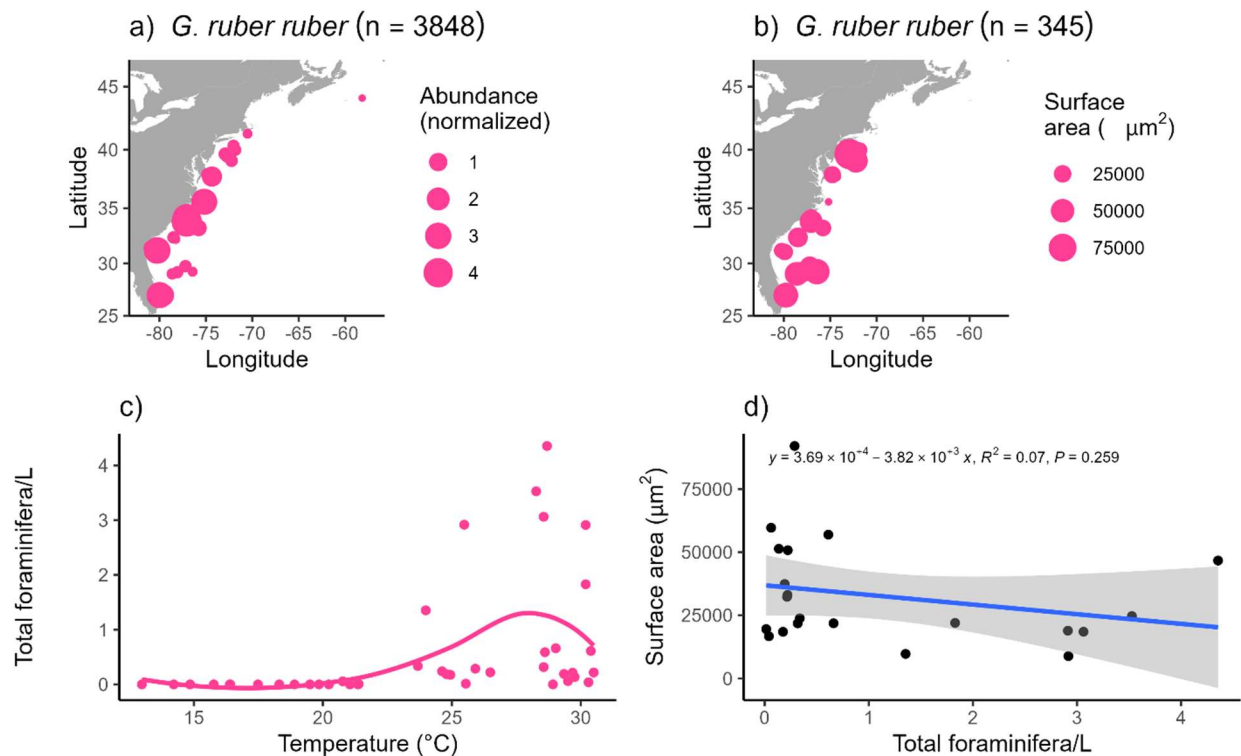 a) G. ruber ruber (n = 3848)
45
40
35
30
25
Latitude
-80 -75 -70 -65 -60
Longitude
Abundance
(normalized)
1
2
3
4
b) G. ruber ruber (n = 345)
45
40
35
30
25
Latitude
-80 -75 -70 -65 -60
Longitude
Surface
area ( μm²)
25000
50000
75000
c)
Total foraminifera/L
4
3
2
1
0
15 20 25 30
Temperature (°C)
d)
y = 3.69 × 10⁺⁴ − 3.82 × 10⁺³ x, R² = 0.07, P = 0.259
Surface area (μm²)
75000
50000
25000
0
0 1 2 3 4
Total foraminifera/L